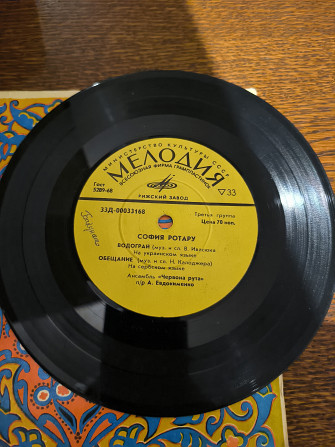 МИНИСТЕРСТВО КУЛЬТУРЫ СССР
МЕЛОДИЯ
ВСЕСОЮЗНАЯ ФИРМА ГРАМПЛАСТИНОК
Гост
5289-68
33
РИЖСКИЙ ЗАВОД
33Д-00033168
Третья группа
Цена 70 коп.
СОФИЯ РОТАРУ
ВОДОГРАЙ (муз. и сл. В. Ивасюка)
На украинском языке
ОБЕЩАНИЕ (муз. и сл. Н. Калоджера)
На сербском языке
Ансамбль «Червона рута»
п/р А. Евдокименко